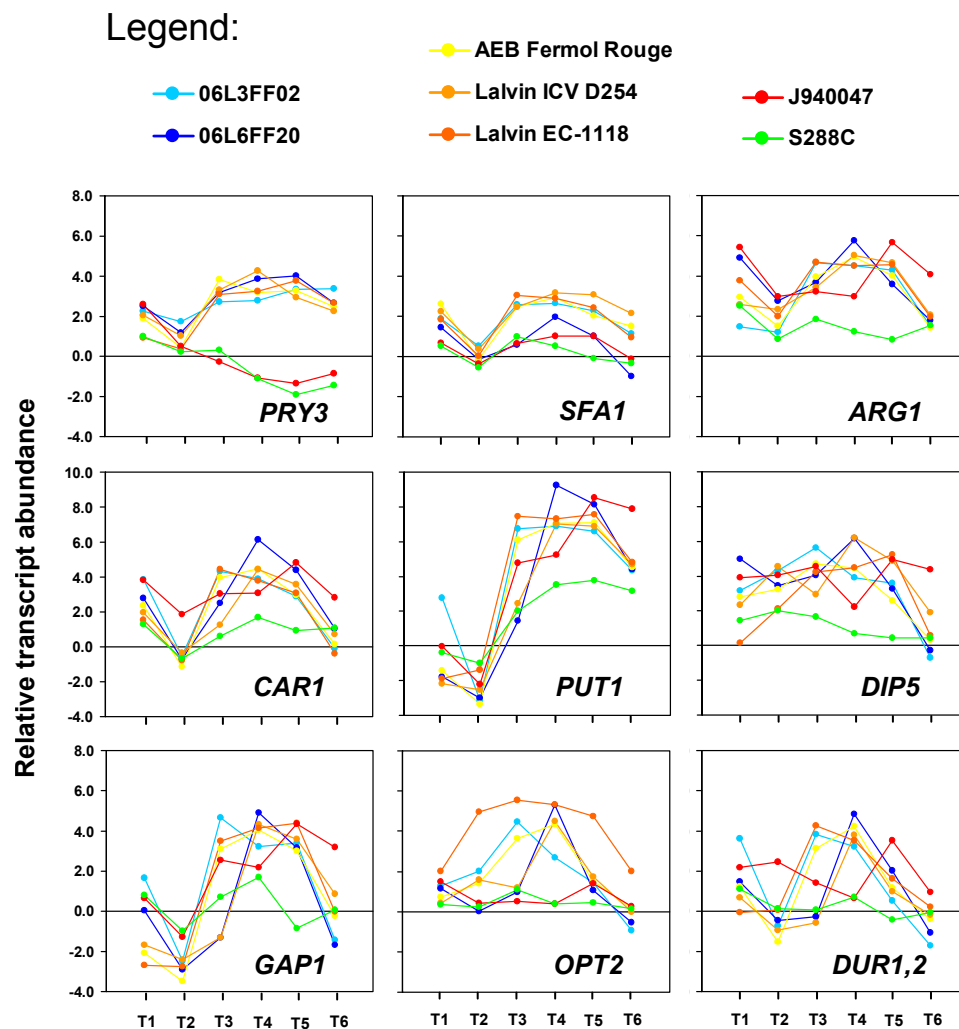 Legend:
AEB Fermol Rouge
06L3FF02
Lalvin ICV D254
J940047
06L6FF20
Lalvin EC-1118
S288C
Relative transcript abundance
8.0
6.0
4.0
2.0
0.0
-2.0
-4.0
PRY3
SFA1
ARG1
10.0
8.0
6.0
4.0
2.0
0.0
-2.0
-4.0
CAR1
PUT1
DIP5
8.0
6.0
4.0
2.0
0.0
-2.0
-4.0
GAP1
OPT2
DUR1,2
T1 T2 T3 T4 T5 T6 T1 T2 T3 T4 T5 T6 T1 T2 T3 T4 T5 T6